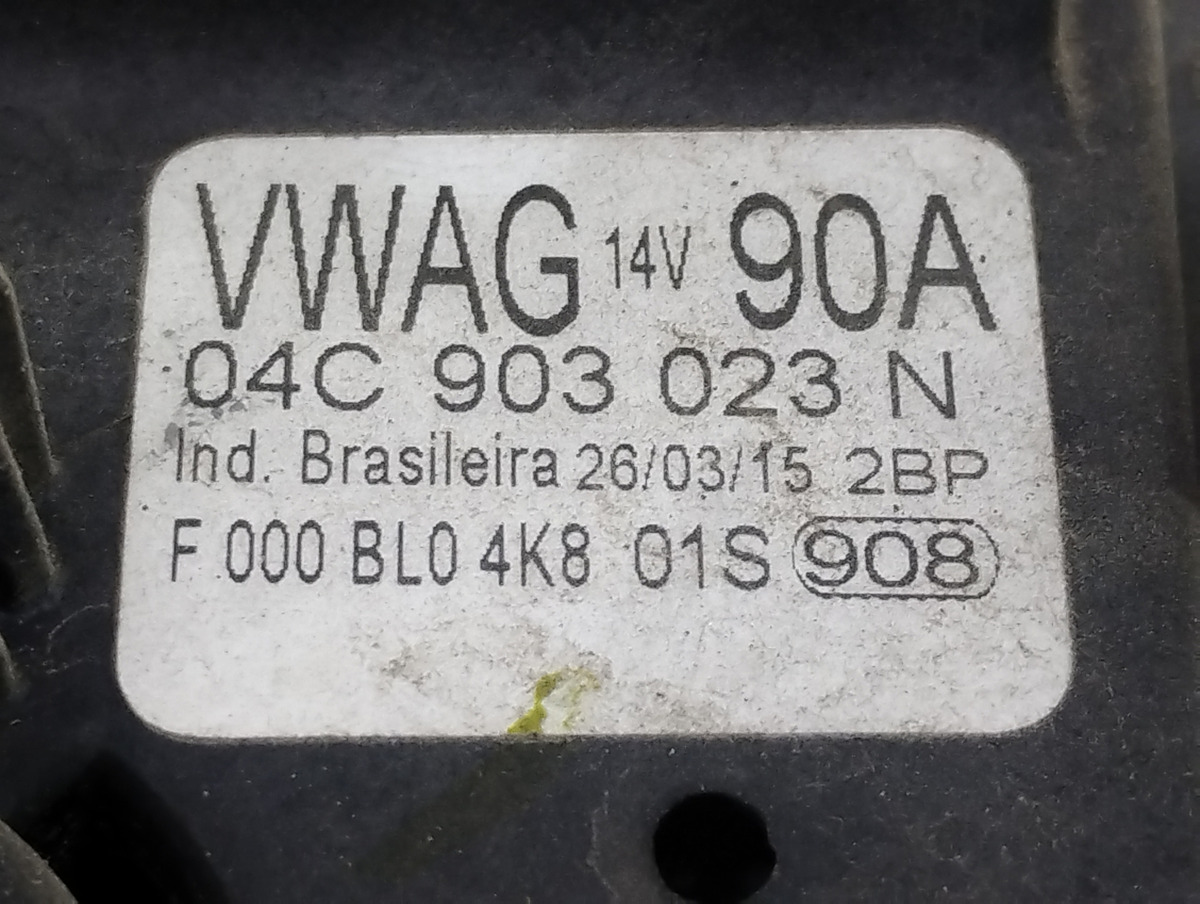 VWAG 14V 90A
04C 903 023 N
Ind. Brasileira 26/03/15 2BP
F 000 BL0 4K8 01S 908